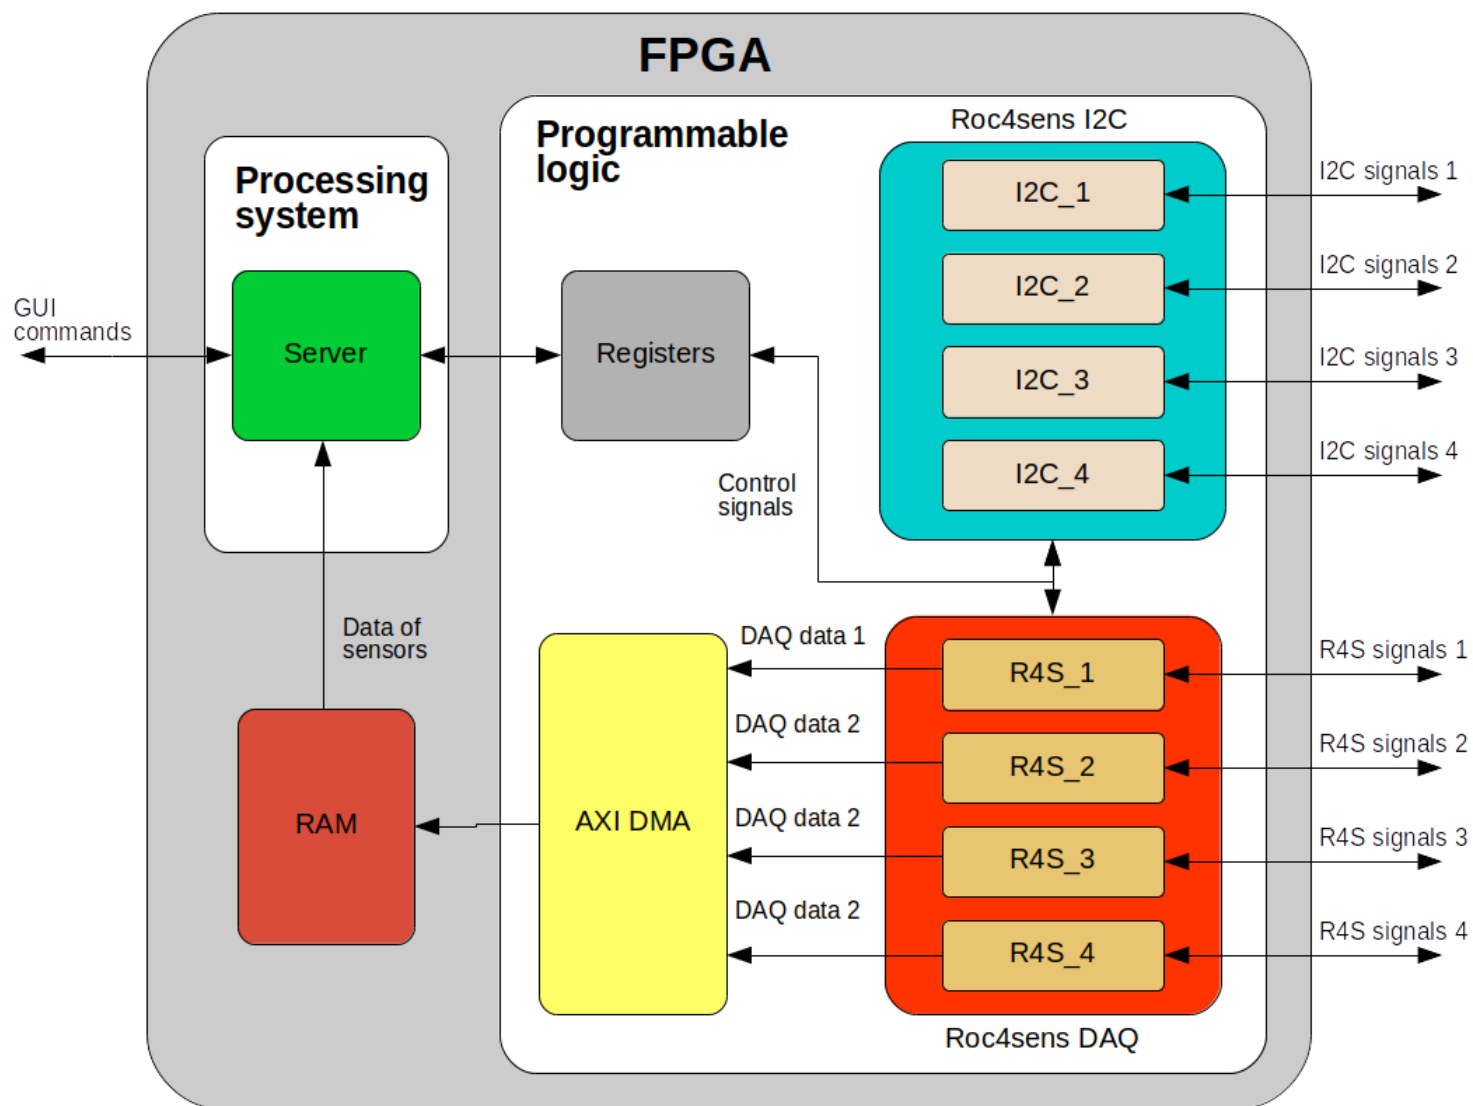 FPGA
Processing
system
Programmable
logic
Roc4sens I2C
I2C_1
I2C signals 1
I2C_2
I2C signals 2
I2C_3
I2C signals 3
I2C_4
I2C signals 4
GUI
commands
Server
Registers
Control
signals
Data of
sensors
RAM
AXI DMA
DAQ data 1
DAQ data 2
DAQ data 2
DAQ data 2
R4S_1
R4S signals 1
R4S_2
R4S signals 2
R4S_3
R4S signals 3
R4S_4
R4S signals 4
Roc4sens DAQ